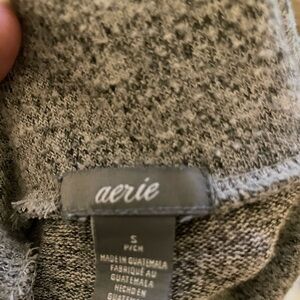 aerie
S
P/CH
MADE IN GUATEMALA
FABRIQUÉ AU
GUATEMALA
HECHO EN
GUATEMALA